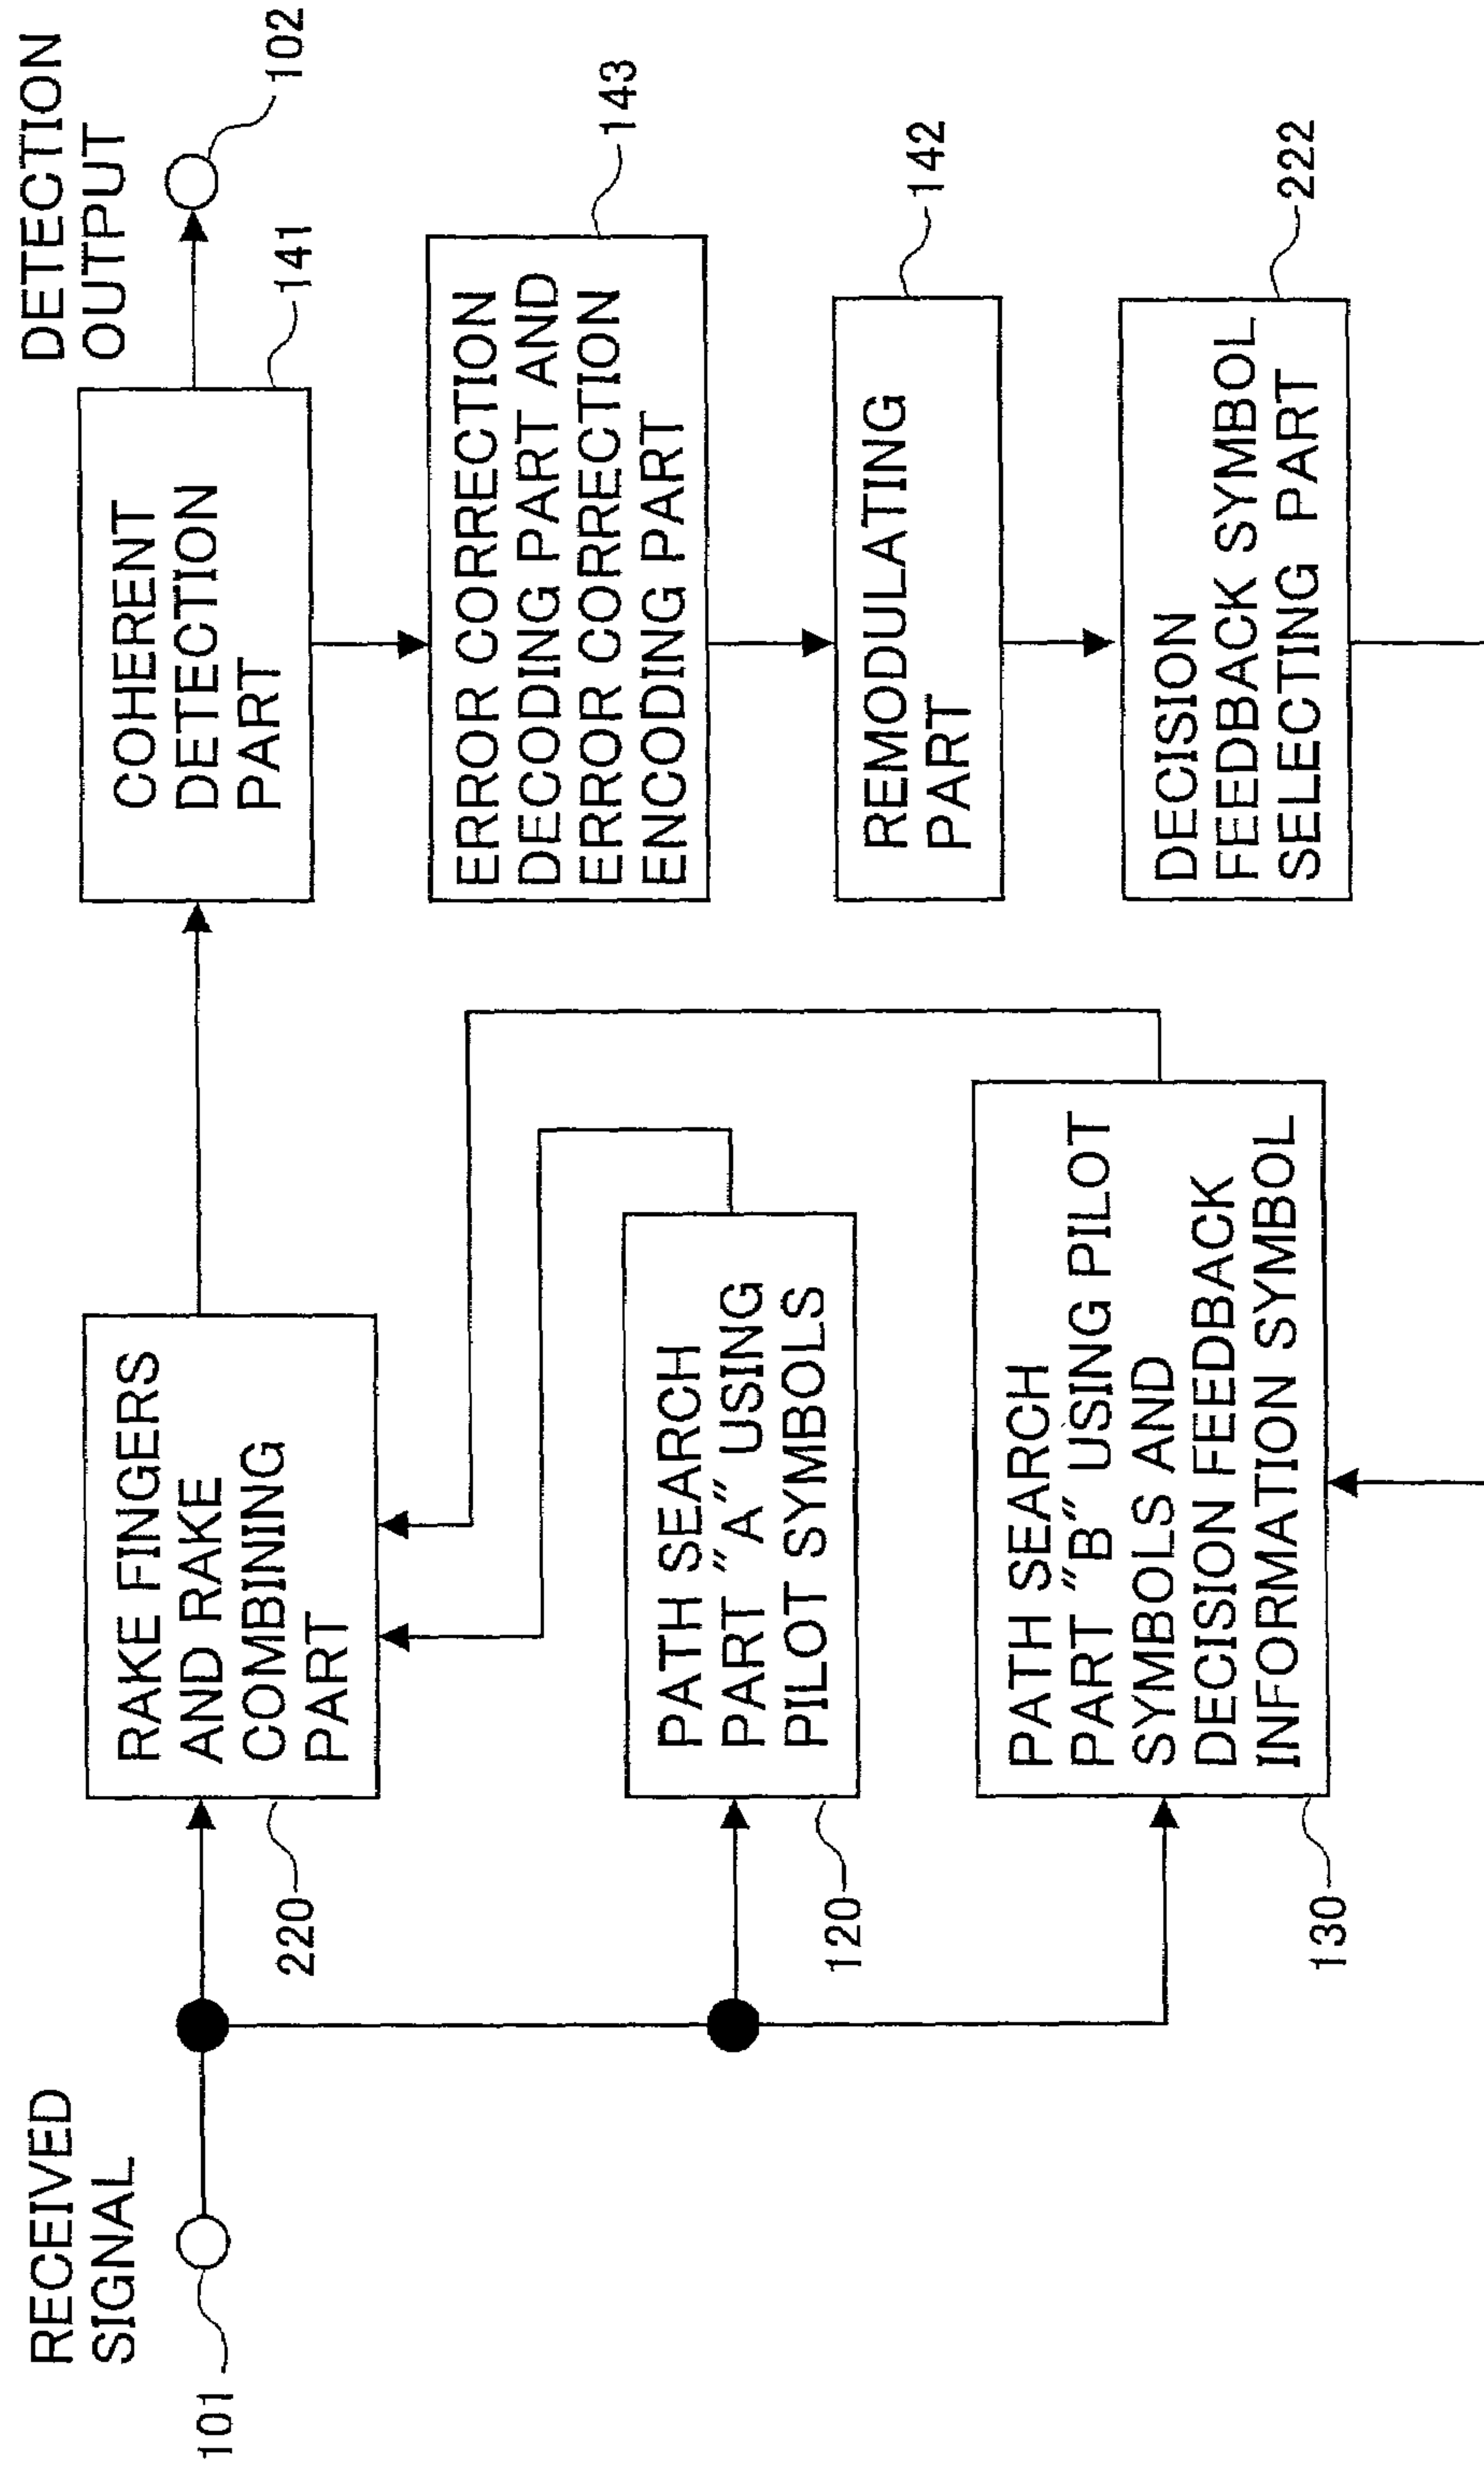 RECEIVED
SIGNAL
101
RAKE FINGERS
AND RAKE
COMBINING
PART
220
PATH SEARCH
PART "A" USING
PILOT SYMBOLS
120
PATH SEARCH
PART "B" USING PILOT
SYMBOLS AND
DECISION FEEDBACK
INFORMATION SYMBOL
130
DETECTION
OUTPUT
102
COHERENT
DETECTION
PART
141
ERROR CORRECTION
DECODING PART AND
ERROR CORRECTION
ENCODING PART
143
REMODULATING
PART
142
DECISION
FEEDBACK SYMBOL
SELECTING PART
222